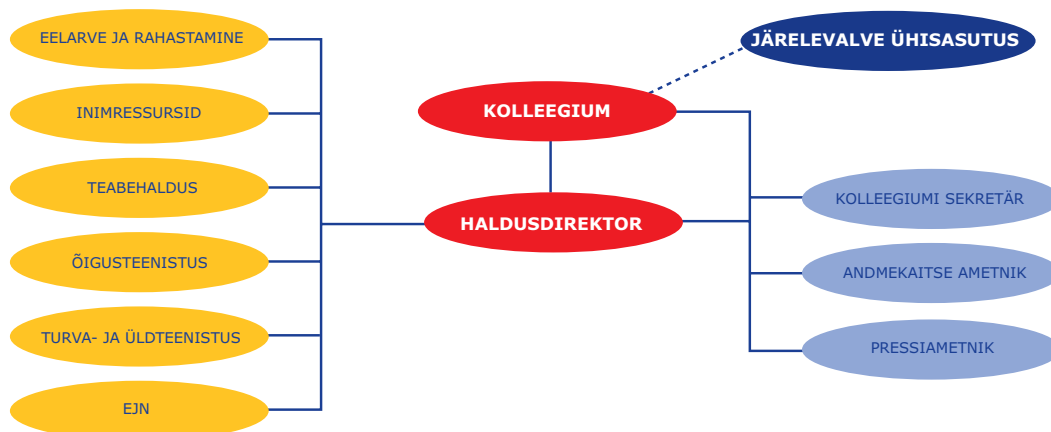 EELARVE JA RAHASTAMINE
INIMRESSURSID
TEABEHALDUS
ÕIGUSTEENISTUS
TURVA- JA ÜLDTEENISTUS
EJN
KOLLEEGIUM
HALDUSDIREKTOR
JÄRELEVALVE ÜHISASUTUS
KOLLEEGIUMI SEKRETÄR
ANDMEKAITSE AMETNIK
PRESSIAMETNIK